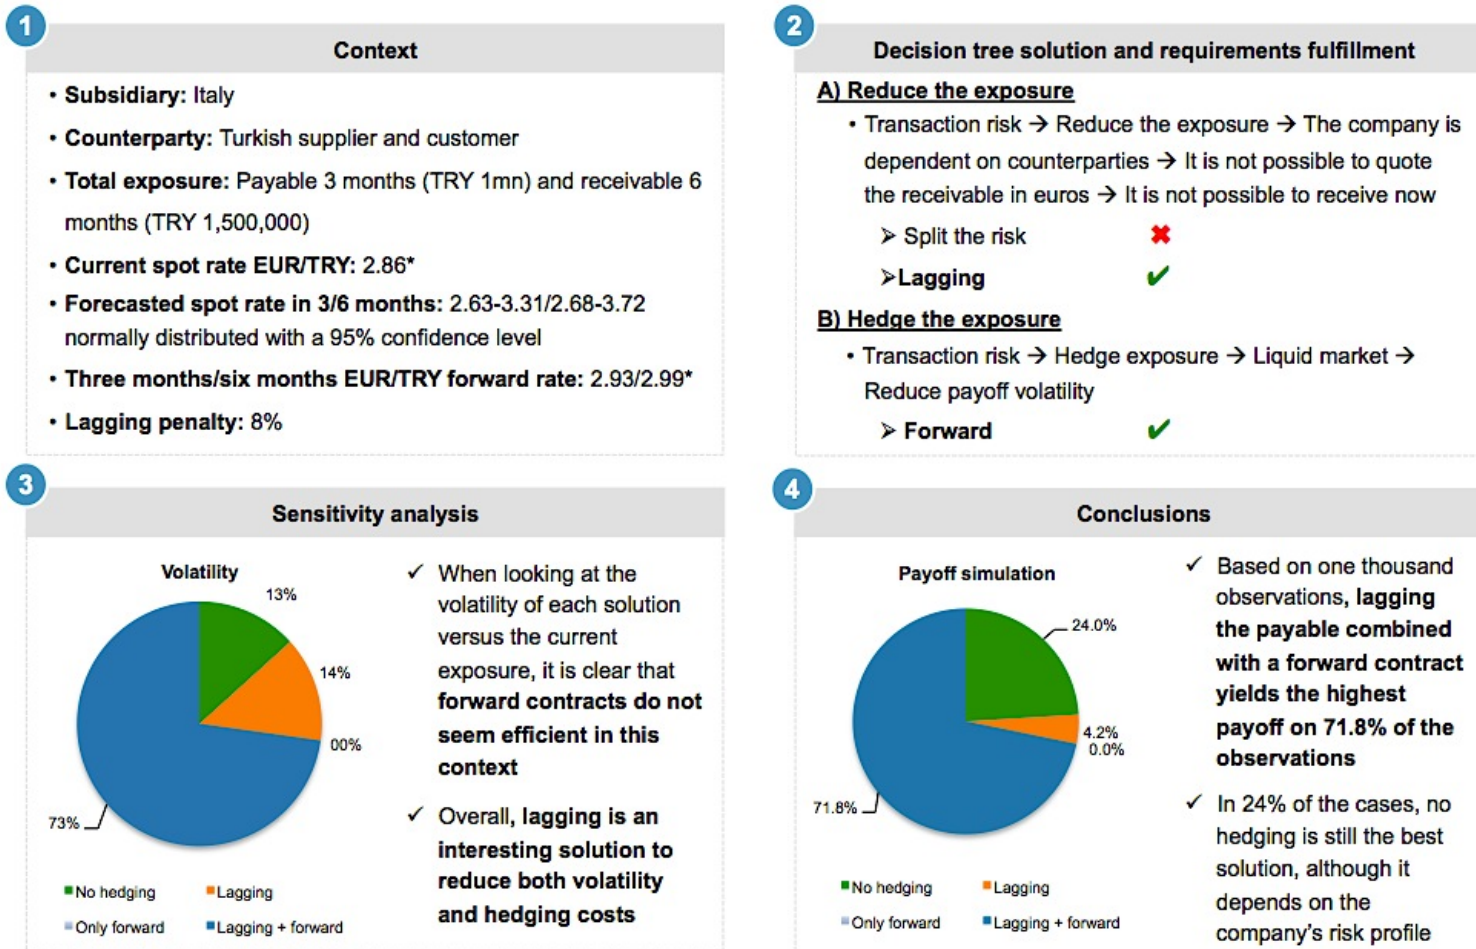 1
Context
• Subsidiary: Italy
• Counterparty: Turkish supplier and customer
• Total exposure: Payable 3 months (TRY 1mn) and receivable 6
months (TRY 1,500,000)
• Current spot rate EUR/TRY: 2.86*
• Forecasted spot rate in 3/6 months: 2.63-3.31/2.68-3.72
normally distributed with a 95% confidence level
• Three months/six months EUR/TRY forward rate: 2.93/2.99*
• Lagging penalty: 8%
2
Decision tree solution and requirements fulfillment
A) Reduce the exposure
• Transaction risk → Reduce the exposure → The company is
dependent on counterparties → It is not possible to quote
the receivable in euros → It is not possible to receive now
➢ Split the risk ✖
➢Lagging ✔
B) Hedge the exposure
• Transaction risk → Hedge exposure → Liquid market →
Reduce payoff volatility
➢ Forward ✔
3
Sensitivity analysis
Volatility
13%
14%
00%
73%
No hedging
Lagging
Only forward
Lagging + forward
✓ When looking at the
volatility of each solution
versus the current
exposure, it is clear that
forward contracts do not
seem efficient in this
context
✓ Overall, lagging is an
interesting solution to
reduce both volatility
and hedging costs
4
Conclusions
Payoff simulation
24.0%
4.2%
0.0%
71.8%
No hedging
Lagging
Only forward
Lagging + forward
✓ Based on one thousand
observations, lagging
the payable combined
with a forward contract
yields the highest
payoff on 71.8% of the
observations
✓ In 24% of the cases, no
hedging is still the best
solution, although it
depends on the
company's risk profile